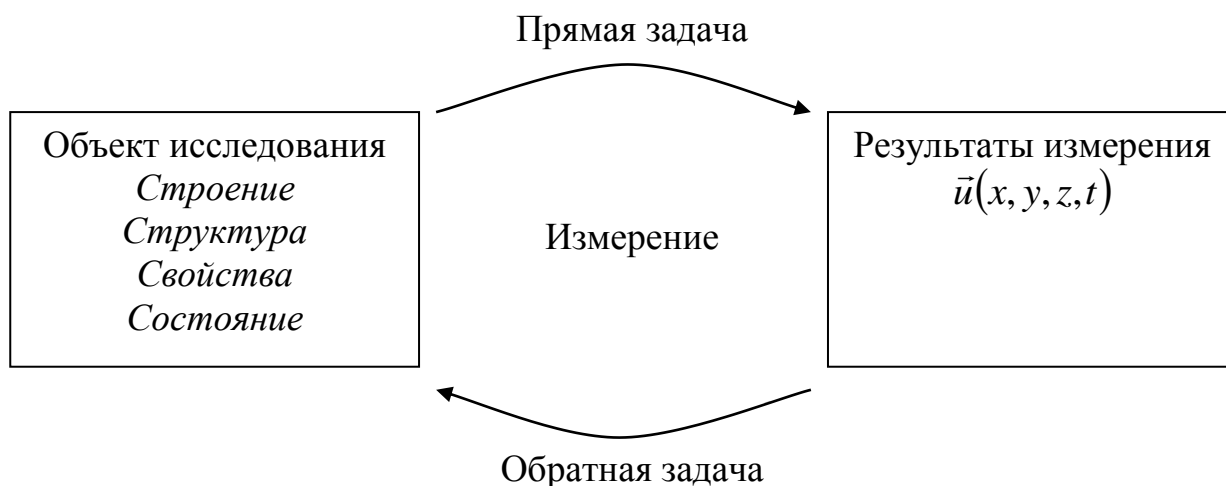 Прямая задача
Объект исследования
Строение
Структура
Свойства
Состояние
Измерение
Результаты измерения
u⃗(x, y, z, t)
Обратная задача